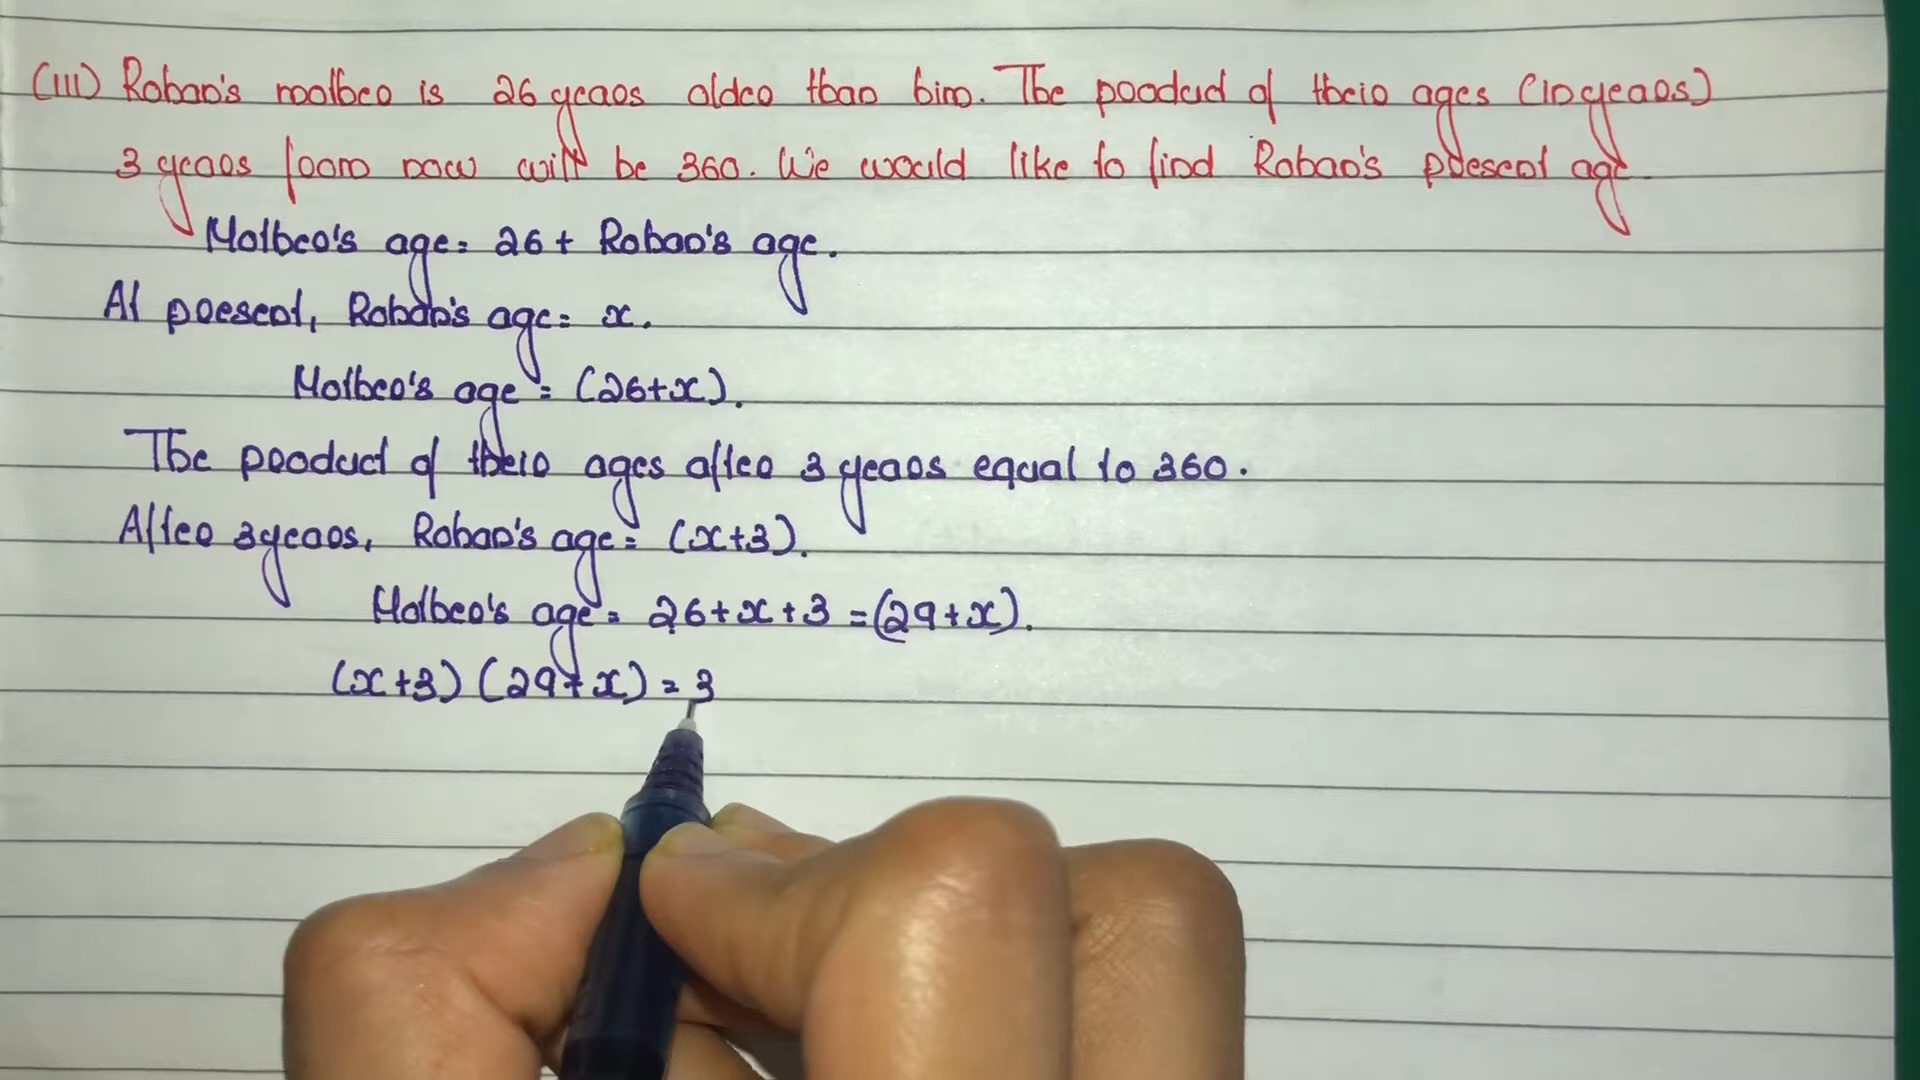 (iii) Rohan's mother is 26 years older than him. The product of their ages (in years)
3 years from now will be 360. We would like to find Rohan's present age.
Mother's age = 26 + Rohan's age.
At present, Rohan's age = x.
Mother's age = (26+x).
The product of their ages after 3 years equal to 360.
After 3 years, Rohan's age = (x+3).
Mother's age = 26+x+3 = (29+x).
(x+3) (29+x) = 3